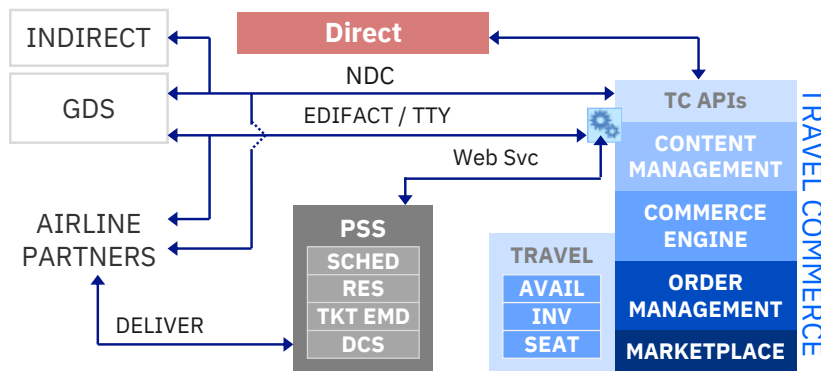 INDIRECT
Direct
GDS
NDC
TC APIs
EDIFACT / TTY
CONTENT
MANAGEMENT
Web Svc
COMMERCE
ENGINE
AIRLINE
PARTNERS
PSS
SCHED
RES
TKT EMD
DCS
TRAVEL
AVAIL
INV
SEAT
ORDER
MANAGEMENT
DELIVER
MARKETPLACE
TRAVEL COMMERCE